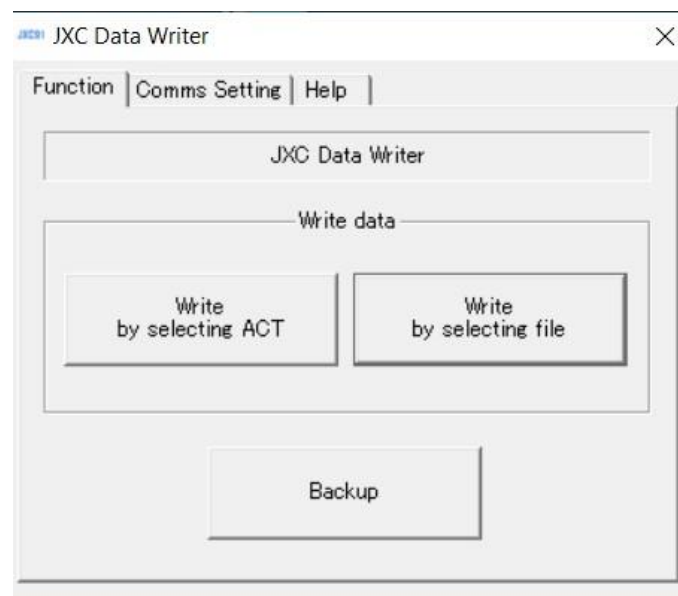 JXC Data Writer
Function
Comms Setting
Help
JXC Data Writer
Write data
Write
by selecting ACT
Write
by selecting file
Backup